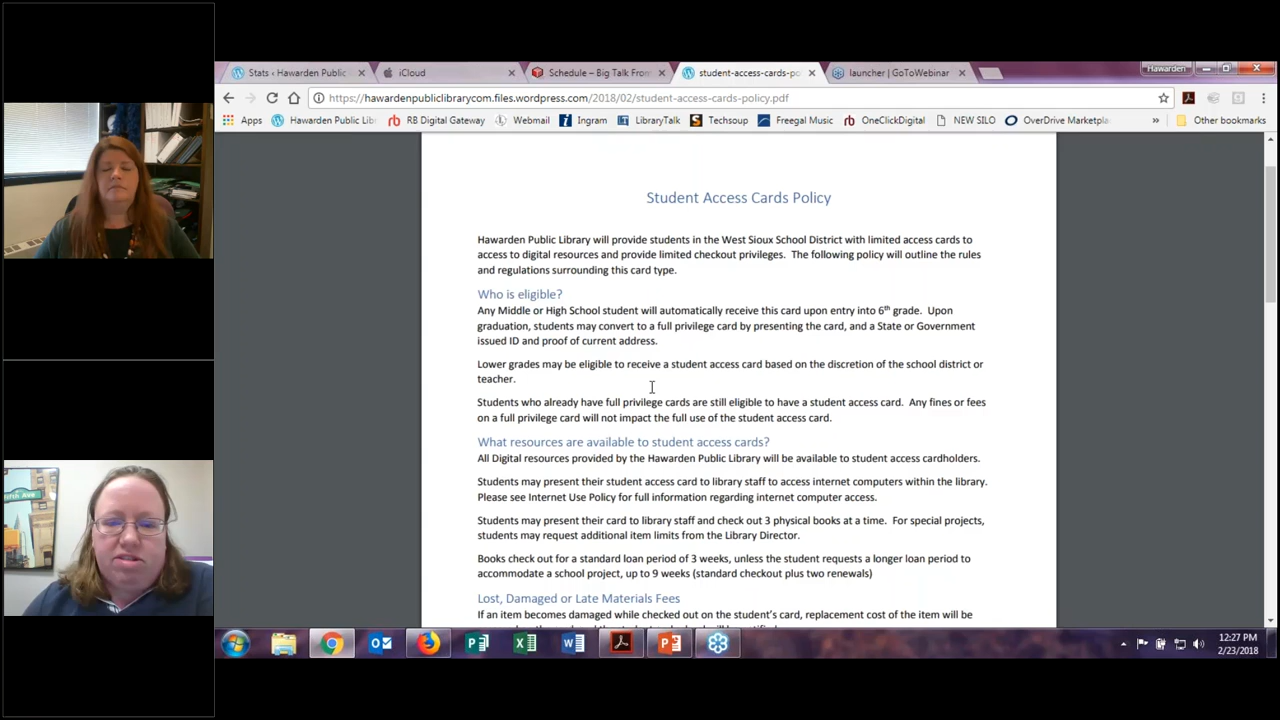 Stats ‹ Hawarden Public
iCloud
Schedule – Big Talk From
student-access-cards-po
launcher | GoToWebinar
Hawarden
https://hawardenpubliclibrarycom.files.wordpress.com/2018/02/student-access-cards-policy.pdf
Apps
Hawarden Public Lib
RB Digital Gateway
Webmail
Ingram
LibraryTalk
Techsoup
Freegal Music
OneClickDigital
NEW SILO
OverDrive Marketpla
Other bookmarks
Student Access Cards Policy
Hawarden Public Library will provide students in the West Sioux School District with limited access cards to
access to digital resources and provide limited checkout privileges. The following policy will outline the rules
and regulations surrounding this card type.
Who is eligible?
Any Middle or High School student will automatically receive this card upon entry into 6th grade. Upon
graduation, students may convert to a full privilege card by presenting the card, and a State or Government
issued ID and proof of current address.
Lower grades may be eligible to receive a student access card based on the discretion of the school district or
teacher.
Students who already have full privilege cards are still eligible to have a student access card. Any fines or fees
on a full privilege card will not impact the full use of the student access card.
What resources are available to student access cards?
All Digital resources provided by the Hawarden Public Library will be available to student access cardholders.
Students may present their student access card to library staff to access internet computers within the library.
Please see Internet Use Policy for full information regarding internet computer access.
Students may present their card to library staff and check out 3 physical books at a time. For special projects,
students may request additional item limits from the Library Director.
Books check out for a standard loan period of 3 weeks, unless the student requests a longer loan period to
accommodate a school project, up to 9 weeks (standard checkout plus two renewals)
Lost, Damaged or Late Materials Fees
If an item becomes damaged while checked out on the student's card, replacement cost of the item will be
12:27 PM
2/23/2018